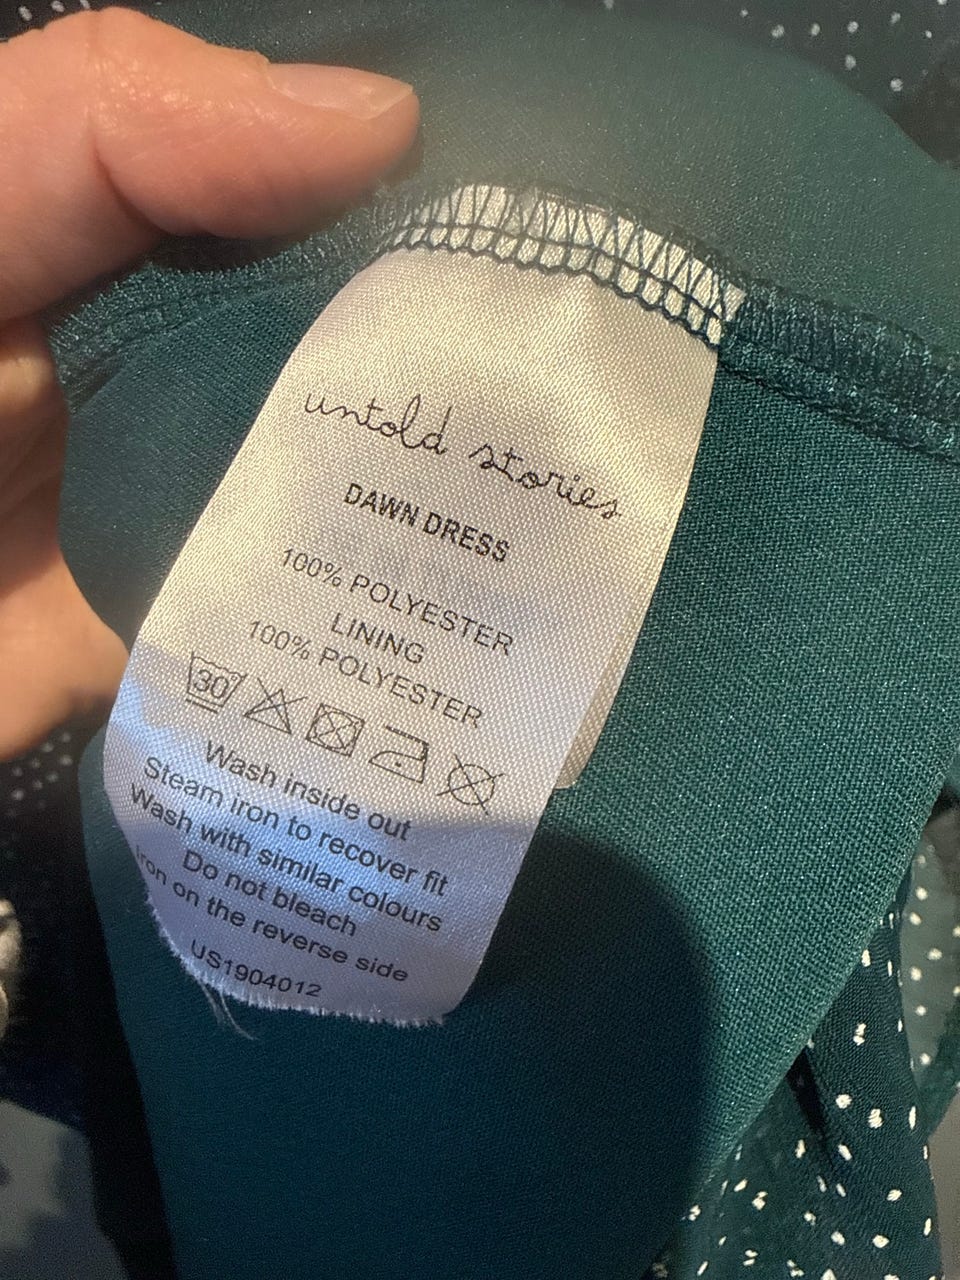 untold stories
DAWN DRESS
100% POLYESTER
LINING
100% POLYESTER
30
Wash inside out
Steam iron to recover fit
Wash with similar colours
Do not bleach
Iron on the reverse side
US1904012